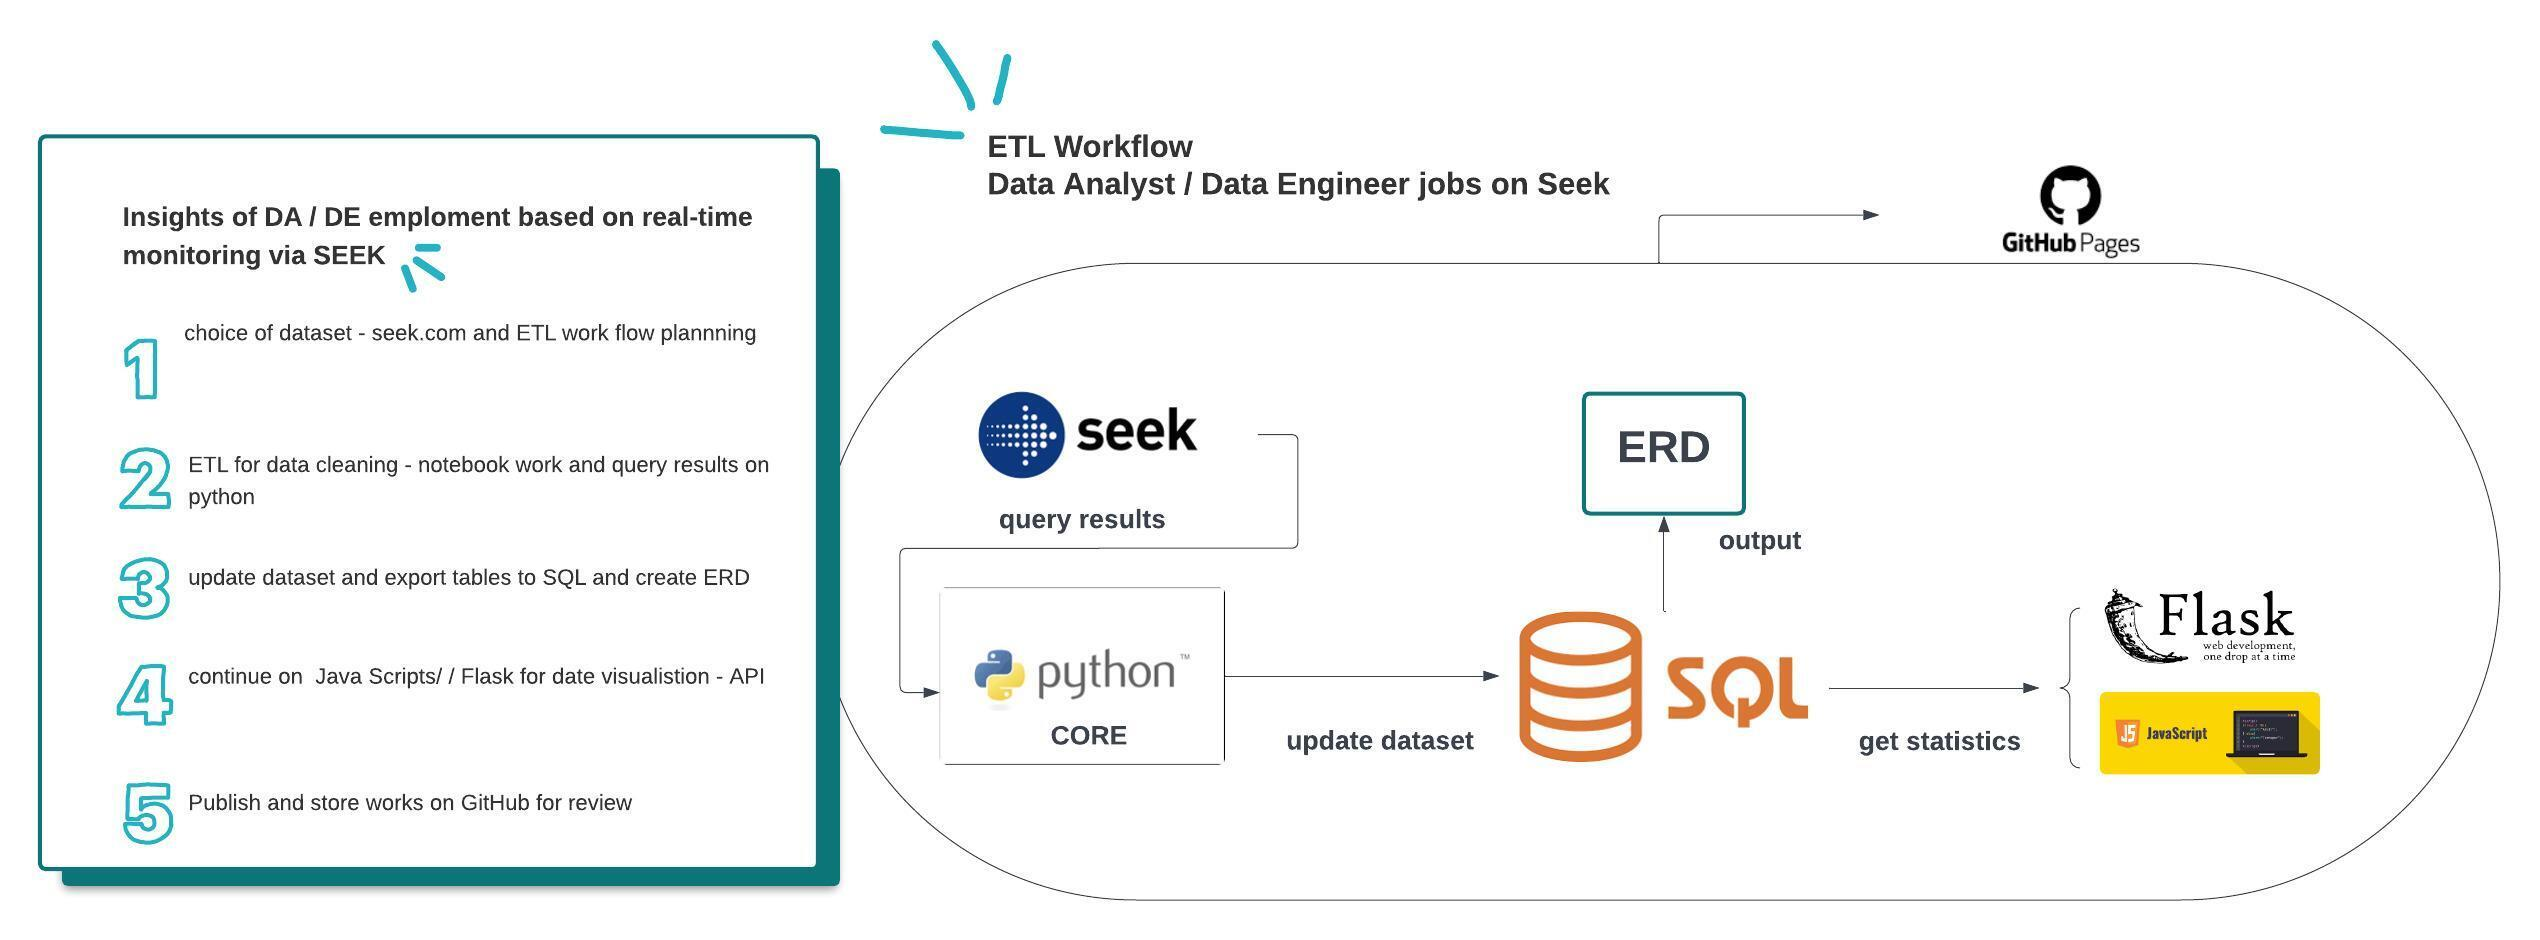 ETL Workflow
Data Analyst / Data Engineer jobs on Seek
Insights of DA / DE emploment based on real-time
monitoring via SEEK
1
choice of dataset - seek.com and ETL work flow plannning
2
ETL for data cleaning - notebook work and query results on
python
3
update dataset and export tables to SQL and create ERD
4
continue on  Java Scripts/ / Flask for date visualistion - API
5
Publish and store works on GitHub for review
GitHub Pages
seek
query results
ERD
output
python™
CORE
update dataset
SQL
get statistics
Flask
web development,
one drop at a time
JS JavaScript